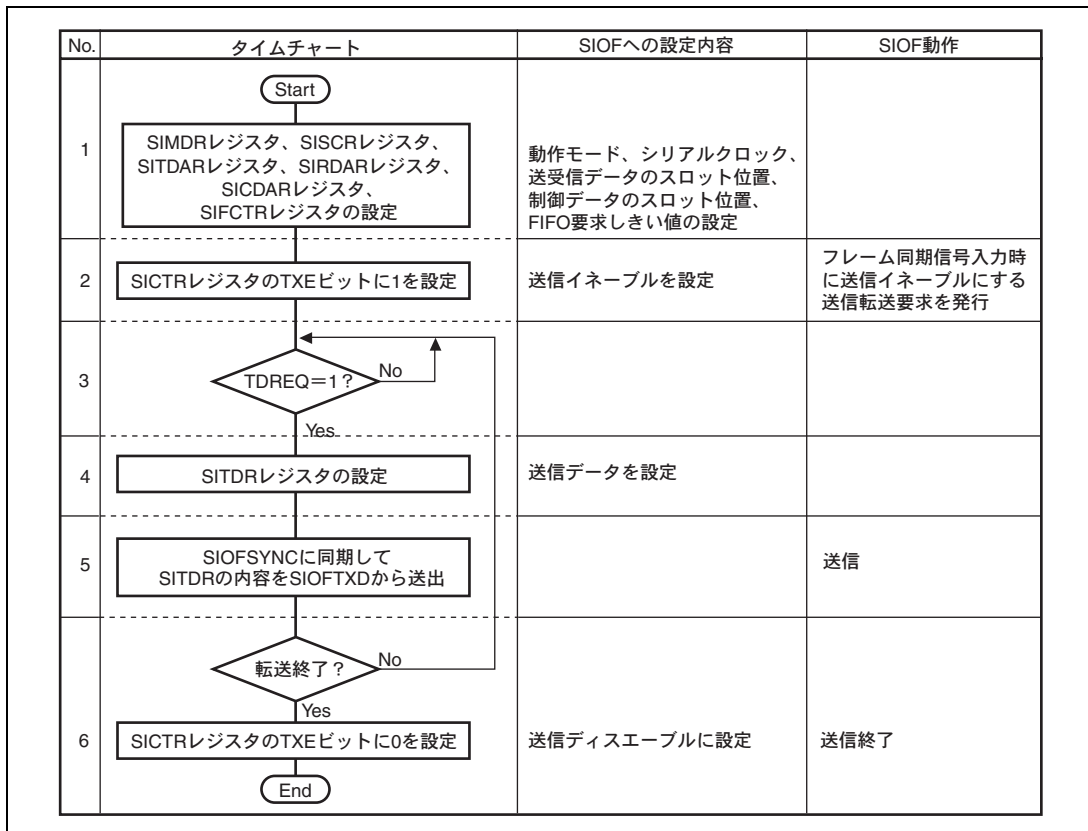 No.
タイムチャート
SIOFへの設定内容
SIOF動作
Start
1
SIMDRレジスタ、SISCRレジスタ、
SITDARレジスタ、SIRDARレジスタ、
SICDARレジスタ、
SIFCTRレジスタの設定
動作モード、シリアルクロック、
送受信データのスロット位置、
制御データのスロット位置、
FIFO要求しきい値の設定
2
SICTRレジスタのTXEビットに1を設定
送信イネーブルを設定
フレーム同期信号入力時
に送信イネーブルにする
送信転送要求を発行
3
TDREQ=1?
No
Yes
4
SITDRレジスタの設定
送信データを設定
5
SIOFSYNCに同期して
SITDRの内容をSIOFTXDから送出
送信
転送終了?
No
Yes
6
SICTRレジスタのTXEビットに0を設定
送信ディスエーブルに設定
送信終了
End